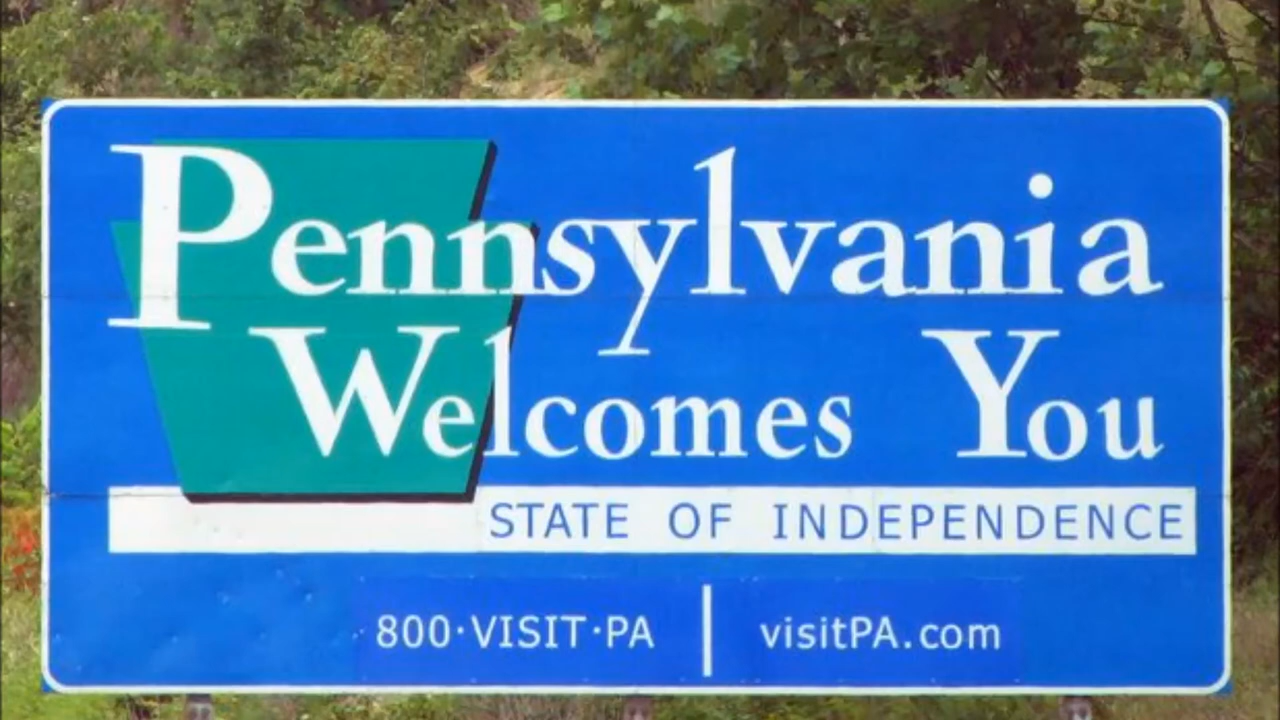 Pennsylvania
Welcomes You
STATE OF INDEPENDENCE
800·VISIT·PA | visitPA.com